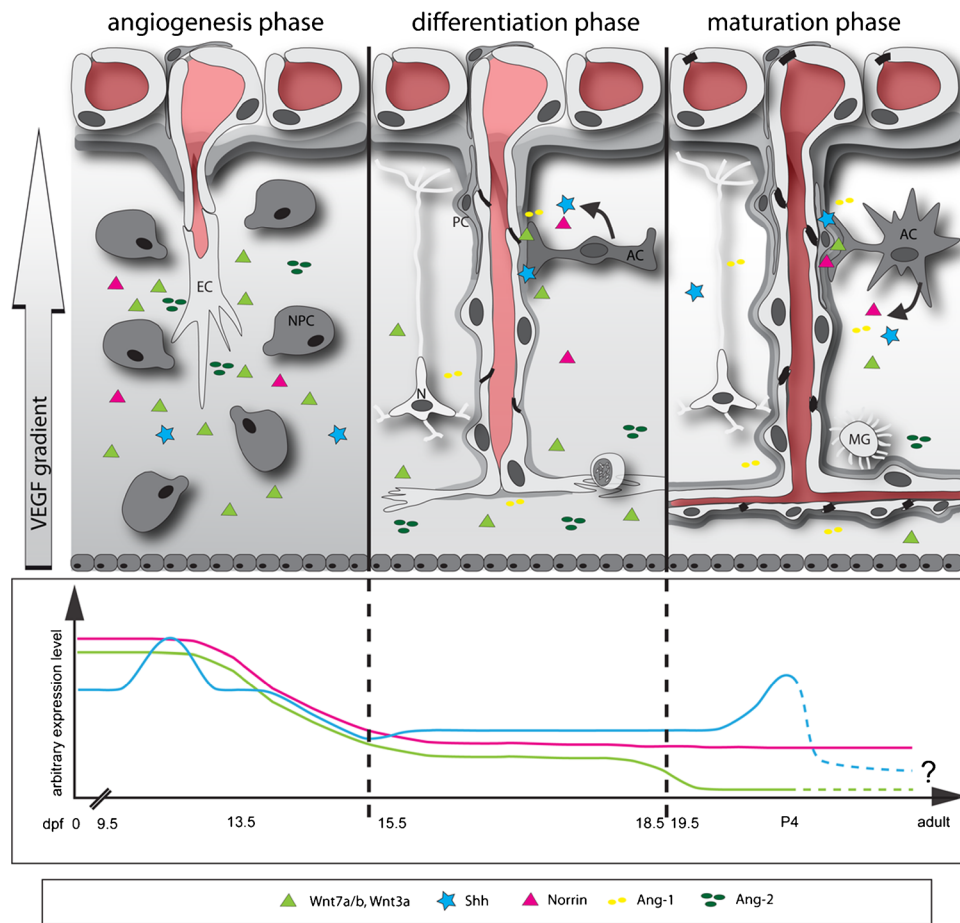 angiogenesis phase
differentiation phase
maturation phase
VEGF gradient
EC
NPC
PC
AC
N
AC
MG
arbitrary expression level
?
dpf 0 9.5 13.5 15.5 18.5 19.5 P4 adult
Wnt7a/b, Wnt3a Shh Norrin Ang-1 Ang-2